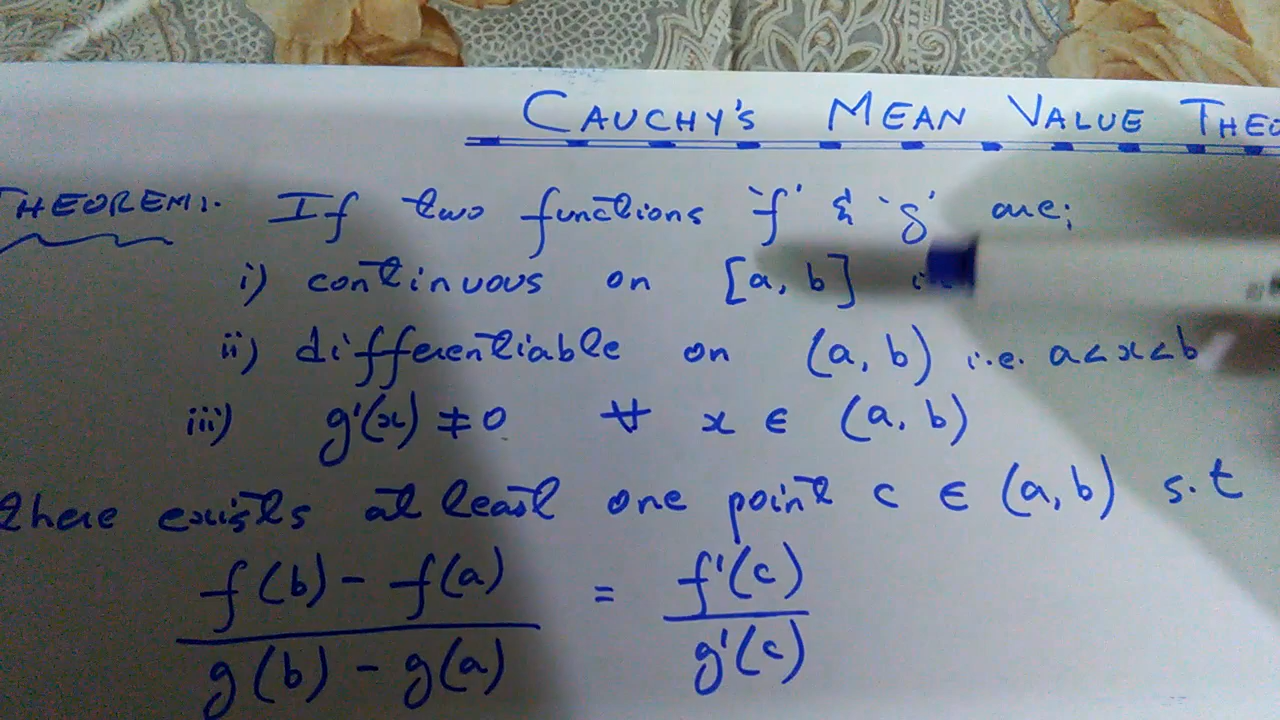 CAUCHY'S MEAN VALUE
THEOREM:. If two functions 'f' & 'g' are;
i) continuous on [a, b]
ii) differentiable on (a, b) i.e. a<x<b
iii) g'(x) ≠ 0 ∀ x ∈ (a, b)
there exists at least one point c ∈ (a, b) s.t
f(b) - f(a) = f'(c)
g(b) - g(a) g'(c)